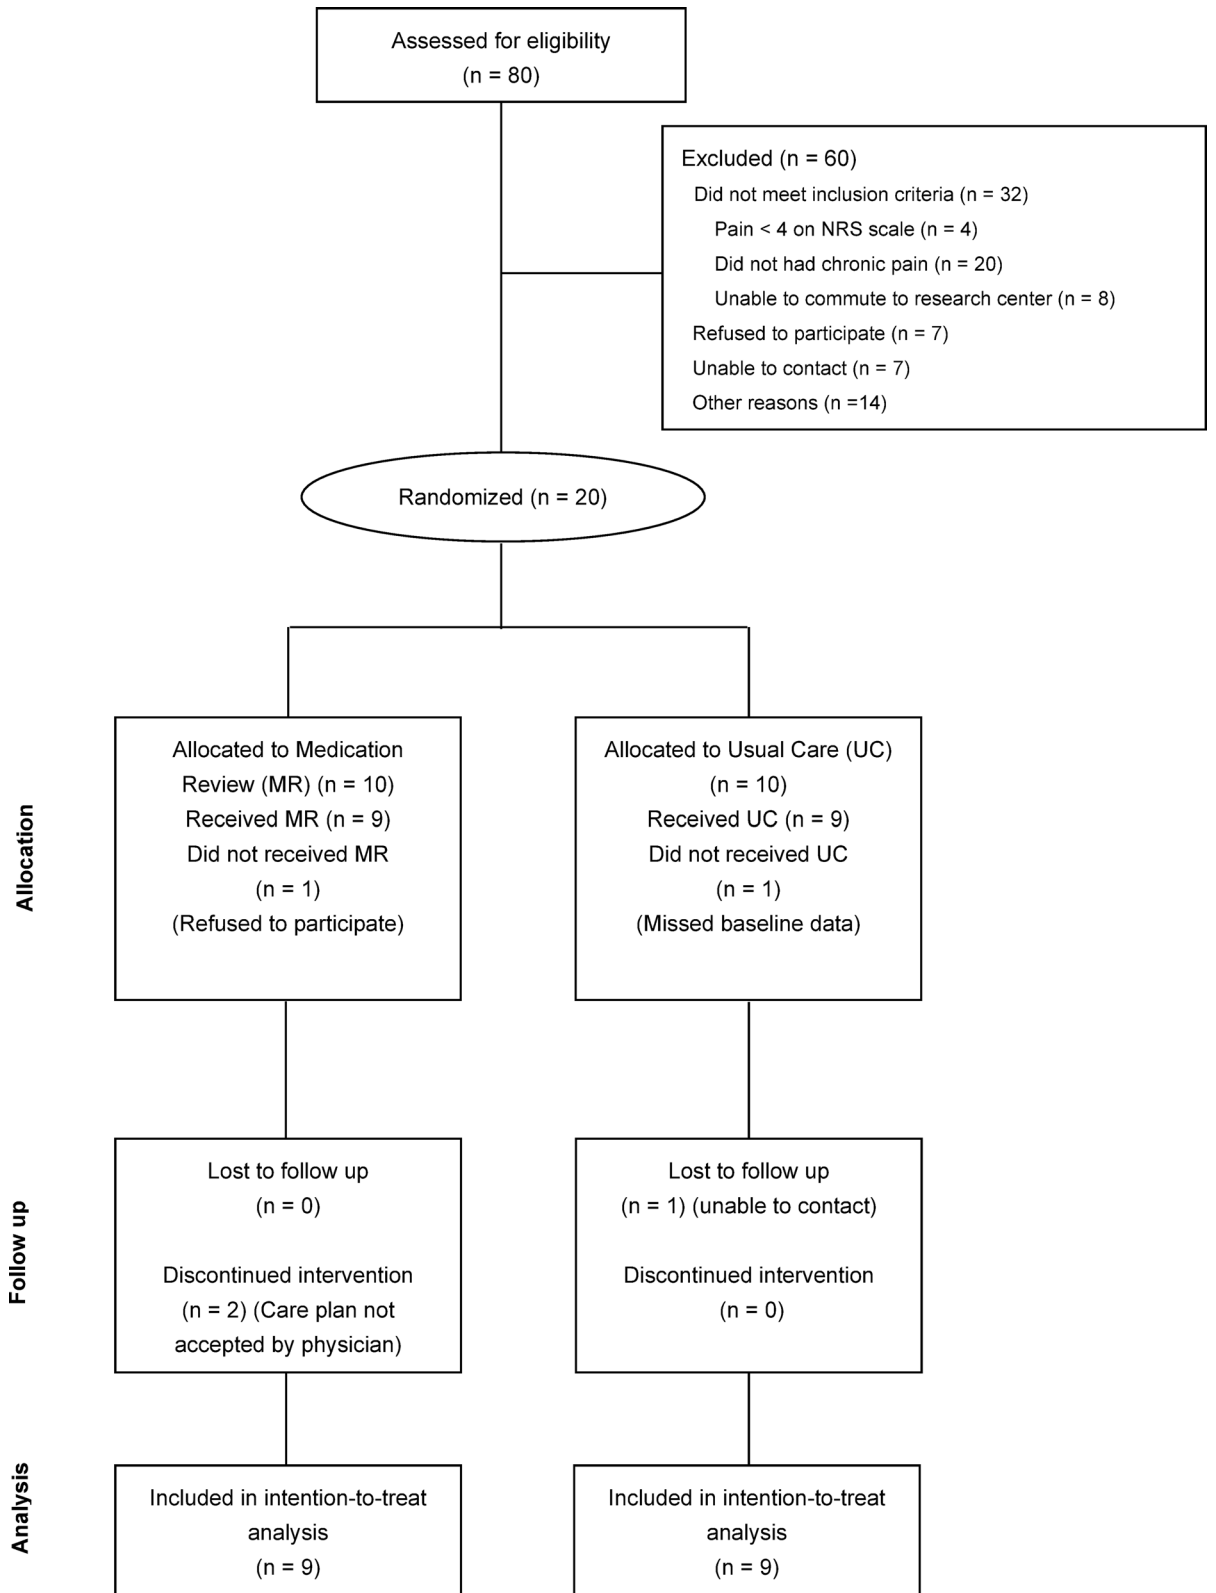 Assessed for eligibility
(n = 80)
Excluded (n = 60)
Did not meet inclusion criteria (n = 32)
Pain < 4 on NRS scale (n = 4)
Did not had chronic pain (n = 20)
Unable to commute to research center (n = 8)
Refused to participate (n = 7)
Unable to contact (n = 7)
Other reasons (n =14)
Randomized (n = 20)
Allocation
Allocated to Medication
Review (MR) (n = 10)
Received MR (n = 9)
Did not received MR
(n = 1)
(Refused to participate)
Allocated to Usual Care (UC)
(n = 10)
Received UC (n = 9)
Did not received UC
(n = 1)
(Missed baseline data)
Follow up
Lost to follow up
(n = 0)
Discontinued intervention
(n = 2) (Care plan not
accepted by physician)
Lost to follow up
(n = 1) (unable to contact)
Discontinued intervention
(n = 0)
Analysis
Included in intention-to-treat
analysis
(n = 9)
Included in intention-to-treat
analysis
(n = 9)